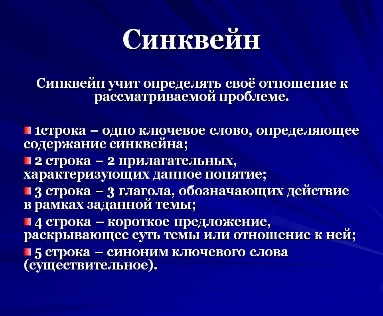 Синквейн
Синквейн учит определять своё отношение к
рассматриваемой проблеме.
1строка – одно ключевое слово, определяющее
содержание синквейна;
2 строка – 2 прилагательных,
характеризующих данное понятие;
3 строка – 3 глагола, обозначающих действие
в рамках заданной темы;
4 строка – короткое предложение,
раскрывающее суть темы или отношение к ней;
5 строка – синоним ключевого слова
(существительное).